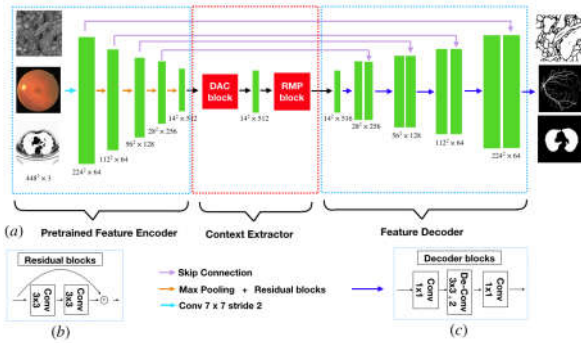 DAC
block
RMP
block
14² × 512
14² × 512
14² × 516
28² × 256
28² × 256
56² × 128
56² × 128
112² × 64
112² × 64
448² × 3
224² × 64
224² × 64
(a)
Pretrained Feature Encoder
Context Extractor
Feature Decoder
Residual blocks
Conv
3x3
Conv
3x3
+
(b)
Skip Connection
Max Pooling + Residual blocks
Conv 7 x 7 stride 2
Decoder blocks
Conv
1x1
De-Conv
3x3, 2
Conv
1x1
(c)